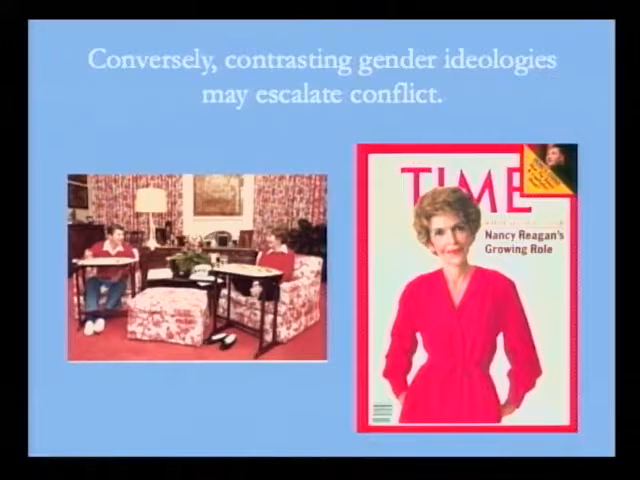 Conversely, contrasting gender ideologies
may escalate conflict.
TIME
Nancy Reagan's
Growing Role